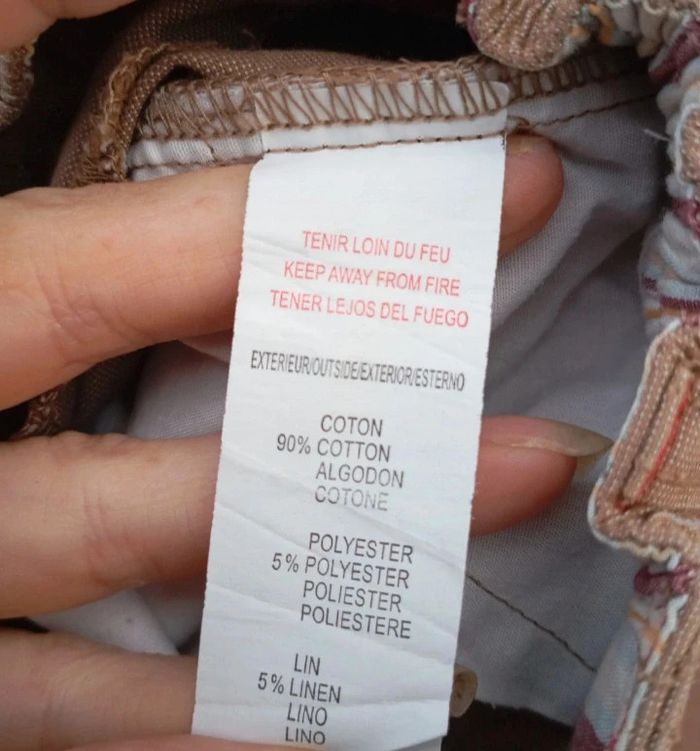 TENIR LOIN DU FEU
KEEP AWAY FROM FIRE
TENER LEJOS DEL FUEGO
EXTERIEUR/OUTSIDE/EXTERIOR/ESTERNO
COTON
90% COTTON
ALGODON
COTONE
POLYESTER
5% POLYESTER
POLIESTER
POLIESTERE
LIN
5% LINEN
LINO
LINO